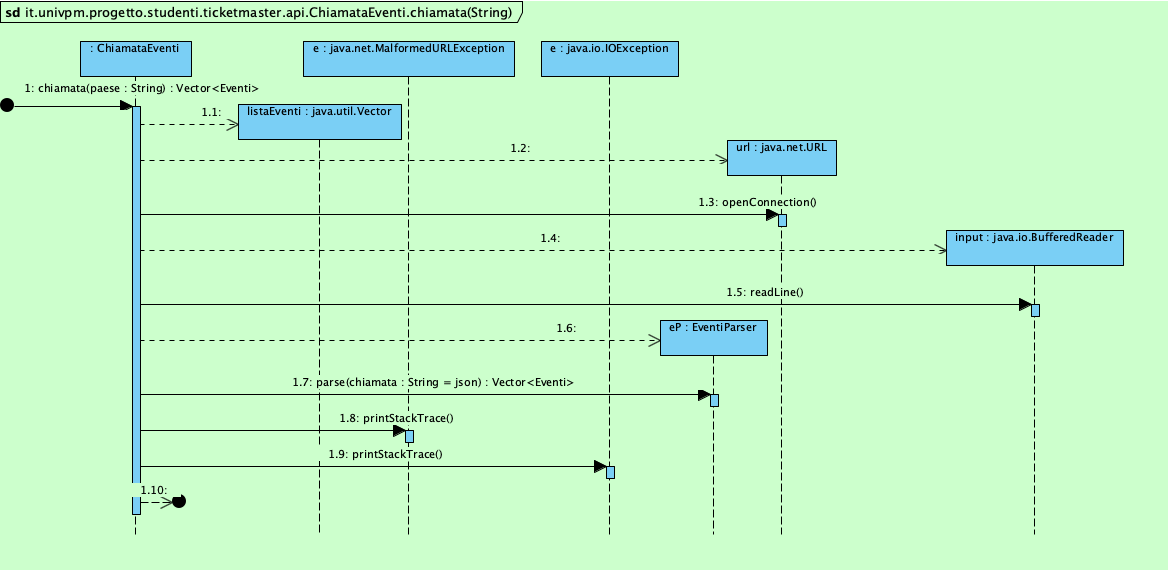 sd it.univpm.progetto.studenti.ticketmaster.api.ChiamataEventi.chiamata(String)
: ChiamataEventi
e : java.net.MalformedURLException
e : java.io.IOException
1: chiamata(paese : String) : Vector<Eventi>
1.1:
listaEventi : java.util.Vector
1.2:
url : java.net.URL
1.3: openConnection()
1.4:
input : java.io.BufferedReader
1.5: readLine()
1.6:
eP : EventiParser
1.7: parse(chiamata : String = json) : Vector<Eventi>
1.8: printStackTrace()
1.9: printStackTrace()
1.10: